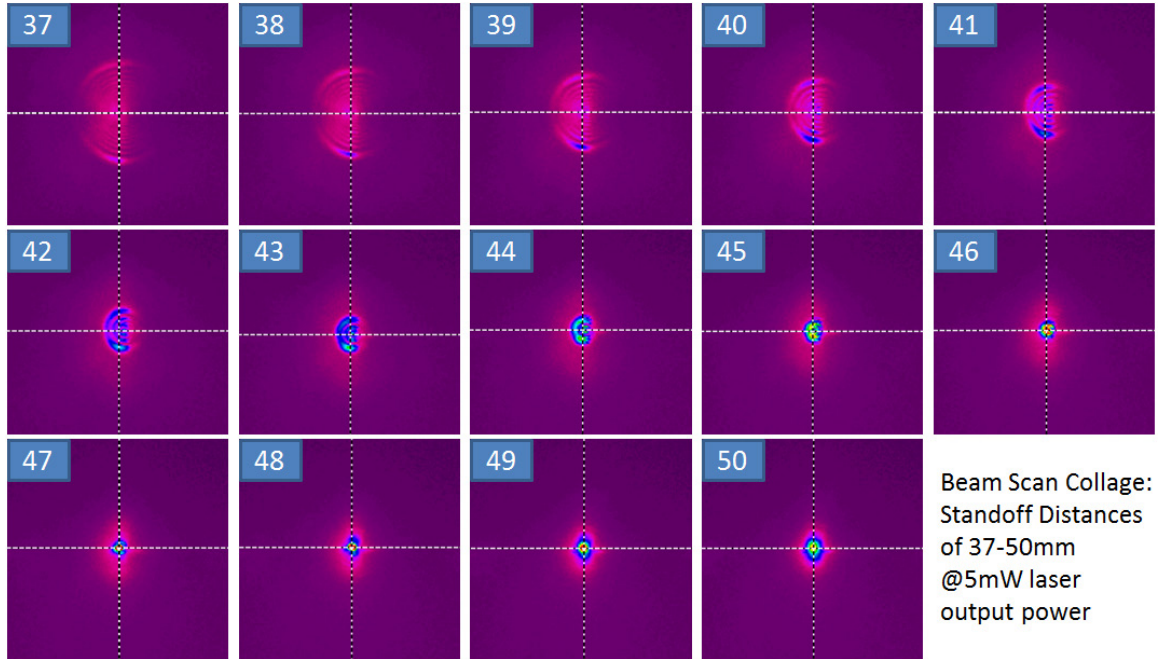 37
38
39
40
41
42
43
44
45
46
47
48
49
50
Beam Scan Collage:
Standoff Distances
of 37-50mm
@5mW laser
output power